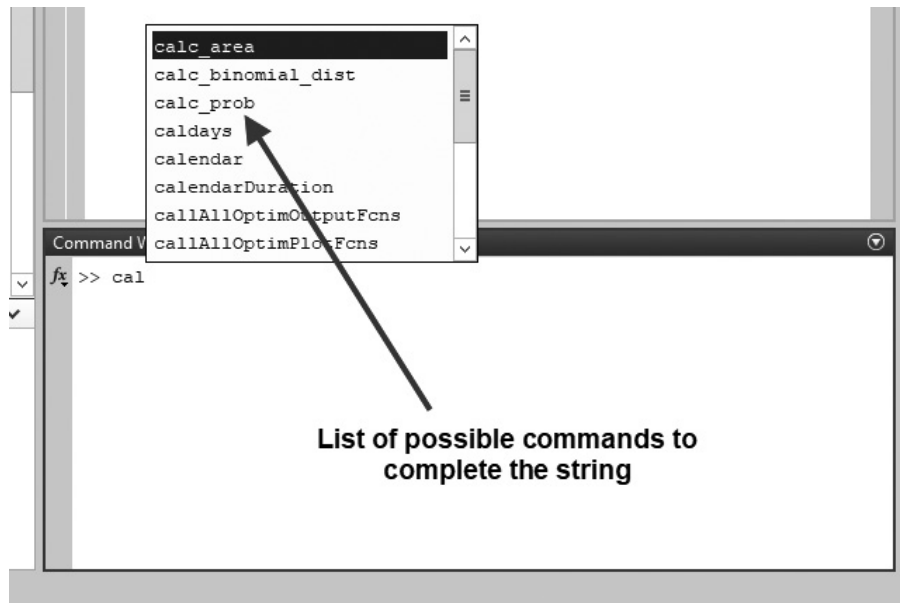 calc_area
calc_binomial_dist
calc_prob
caldays
calendar
calendarDuration
callAllOptimOutputFcns
callAllOptimPlotFcns
Command W
fx >> cal
List of possible commands to
complete the string